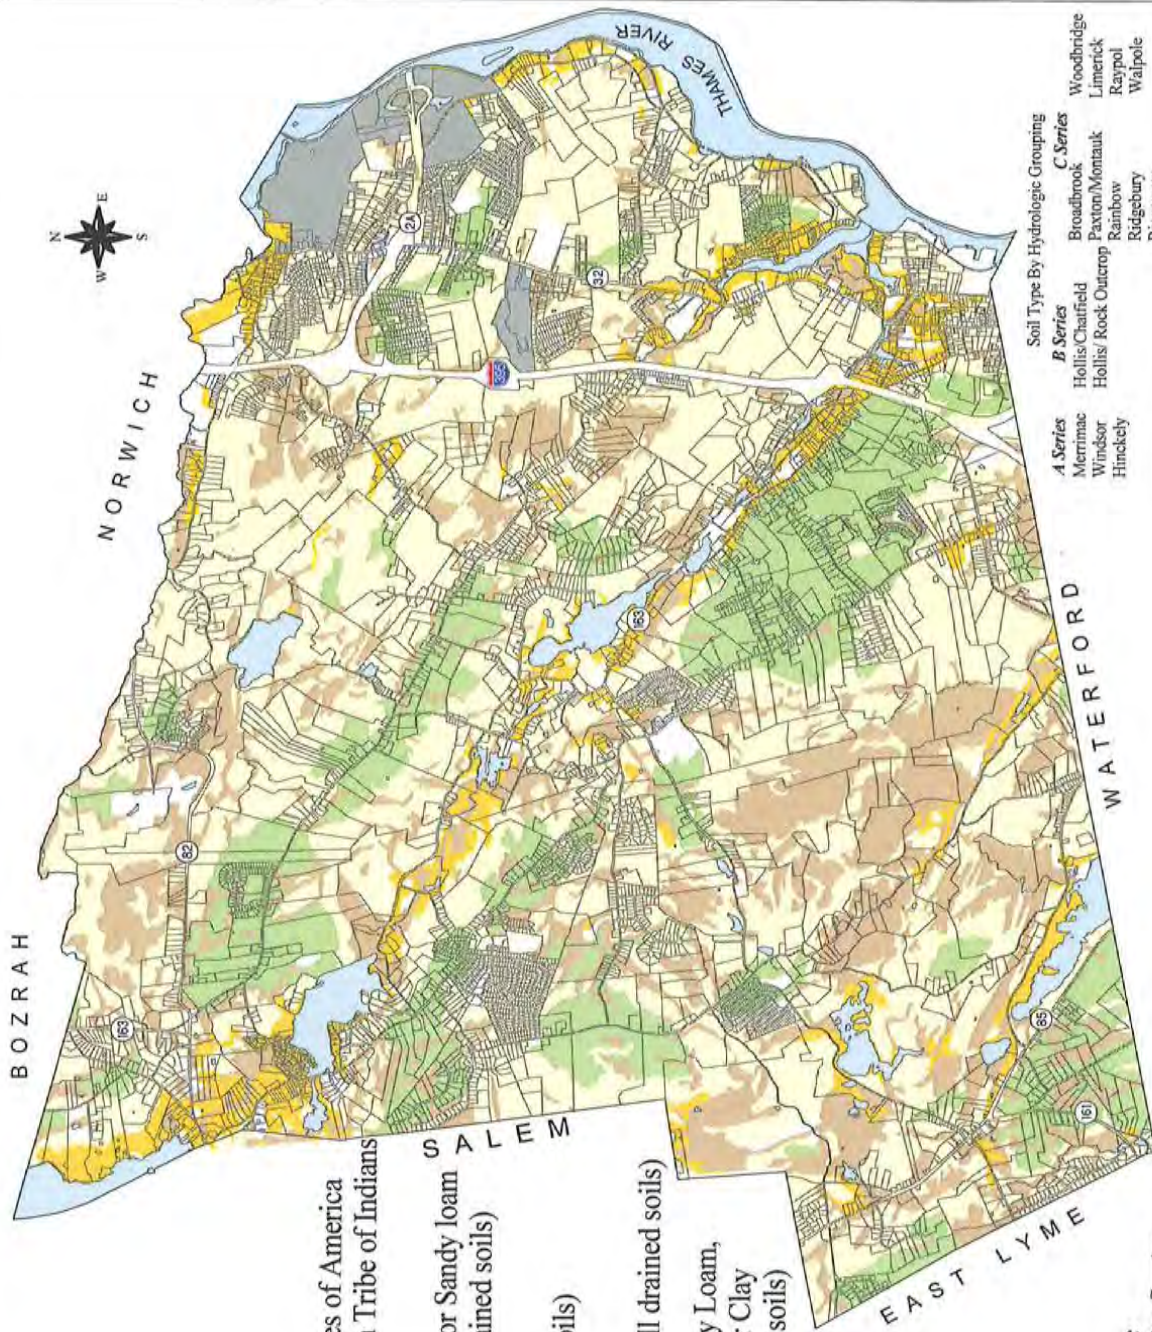 N
W E
S
BOZRAH
NORWICH
THAMES
RIVER
163
82
2A
32
395
163
85
161
SALEM
EAST LYME
WATERFORD
es of America
Tribe of Indians
or Sandy loam
ined soils)
oils)
ll drained soils)
y Loam,
Clay
soils)
Soil Type By Hydrologic Grouping
A Series B Series C Series
Merrimac Hollis/Chatfield Broadbrook Woodbridge
Windsor Hollis/ Rock Outcrop Paxton/Montauk Limerick
Hinckely Rainbow Raypol
Ridgebury Walpole